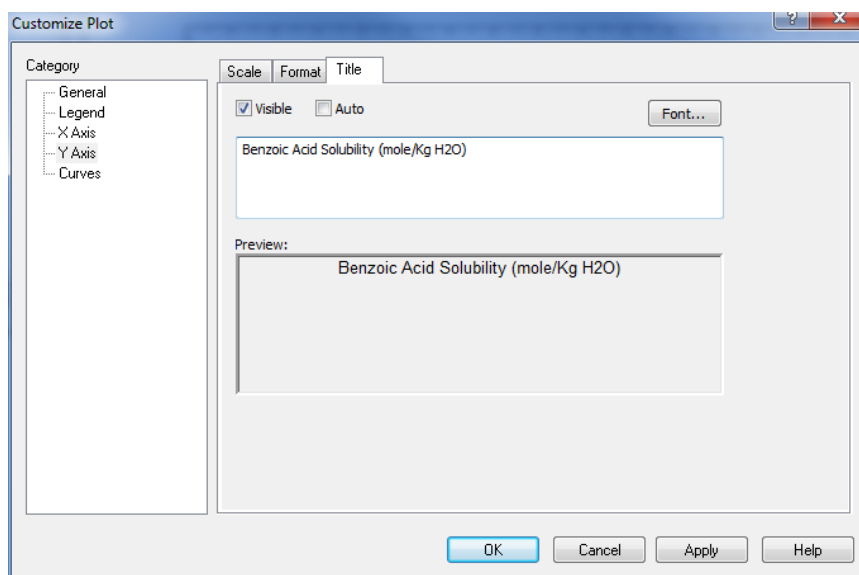 Customize Plot
?
X
Category
General
Legend
X Axis
Y Axis
Curves
Scale Format Title
Visible Auto Font...
Benzoic Acid Solubility (mole/Kg H2O)
Preview:
Benzoic Acid Solubility (mole/Kg H2O)
OK Cancel Apply Help